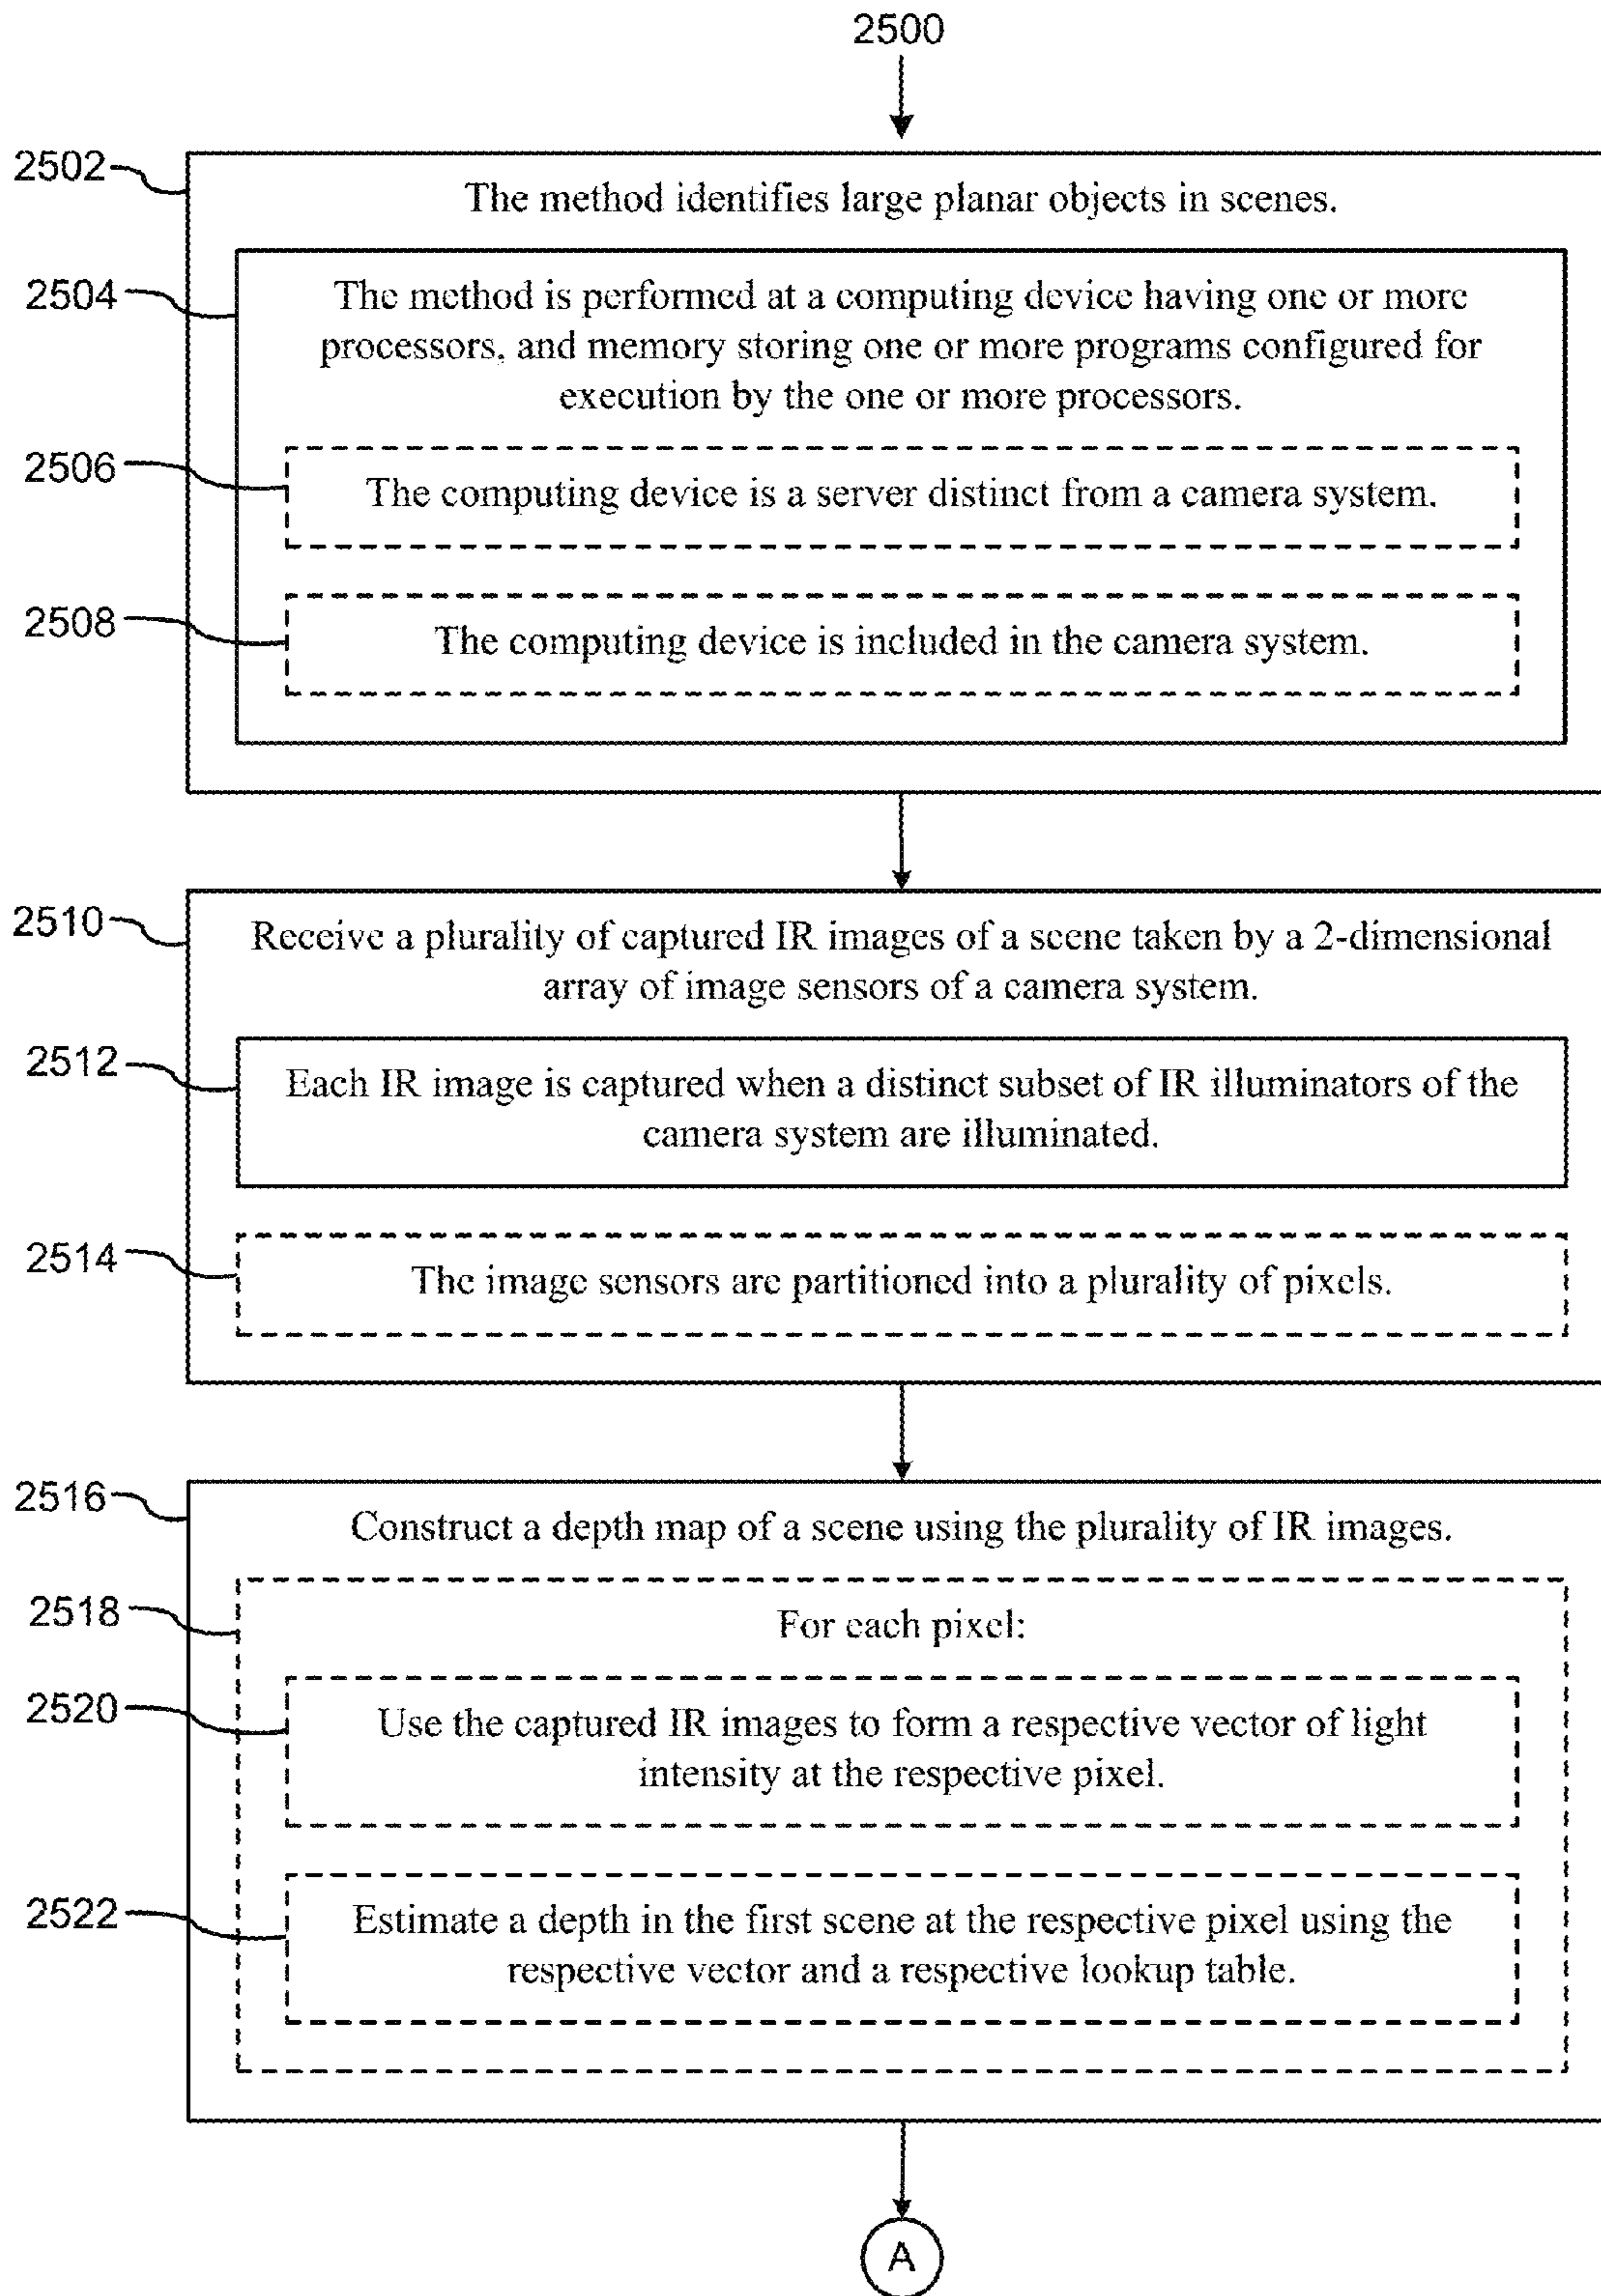 2500
2502
The method identifies large planar objects in scenes.
2504
The method is performed at a computing device having one or more
processors, and memory storing one or more programs configured for
execution by the one or more processors.
2506
The computing device is a server distinct from a camera system.
2508
The computing device is included in the camera system.
2510
Receive a plurality of captured IR images of a scene taken by a 2-dimensional
array of image sensors of a camera system.
2512
Each IR image is captured when a distinct subset of IR illuminators of the
camera system are illuminated.
2514
The image sensors are partitioned into a plurality of pixels.
2516
Construct a depth map of a scene using the plurality of IR images.
2518
For each pixel:
2520
Use the captured IR images to form a respective vector of light
intensity at the respective pixel.
2522
Estimate a depth in the first scene at the respective pixel using the
respective vector and a respective lookup table.
A